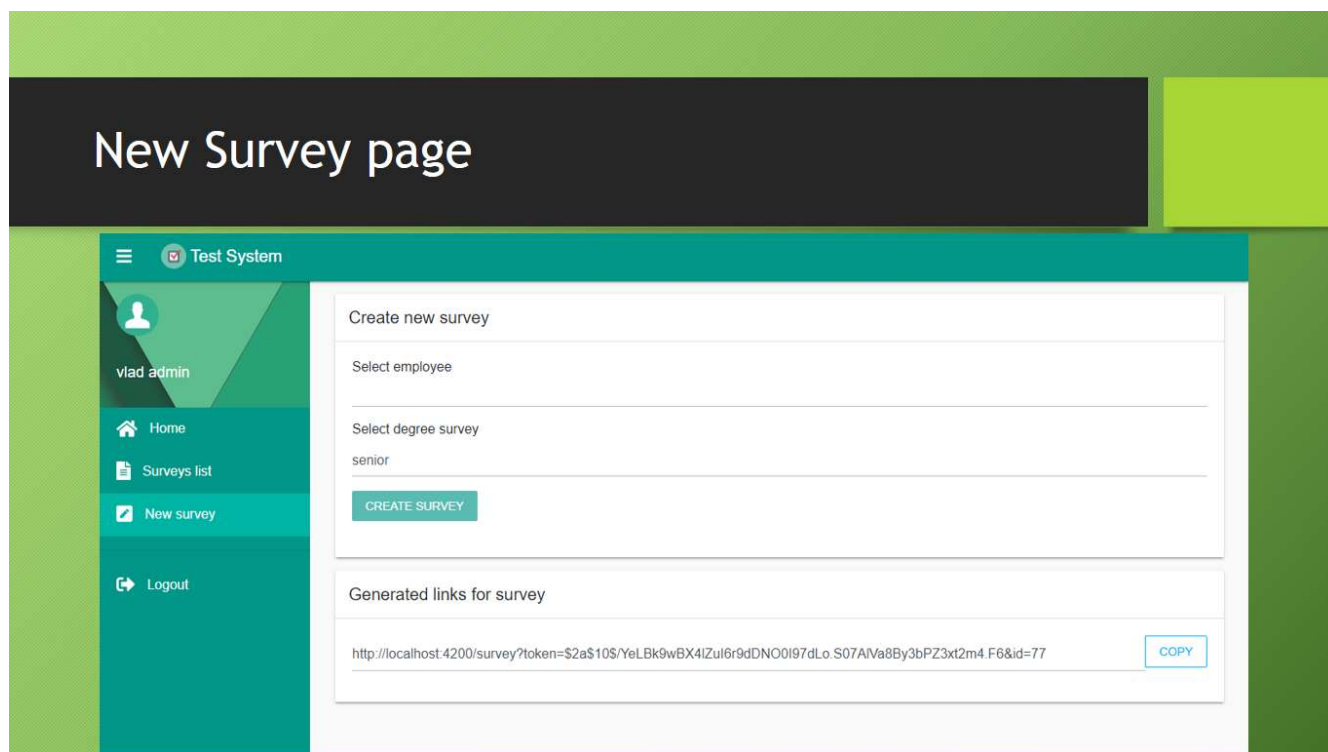 New Survey page
Test System
vlad admin
Home
Surveys list
New survey
Logout
Create new survey
Select employee
Select degree survey
senior
CREATE SURVEY
Generated links for survey
http://localhost:4200/survey?token=$2a$10$/YeLBk9wBX4lZuI6r9dDNO0I97dLo.S07AlVa8By3bPZ3xt2m4.F6&id=77
COPY